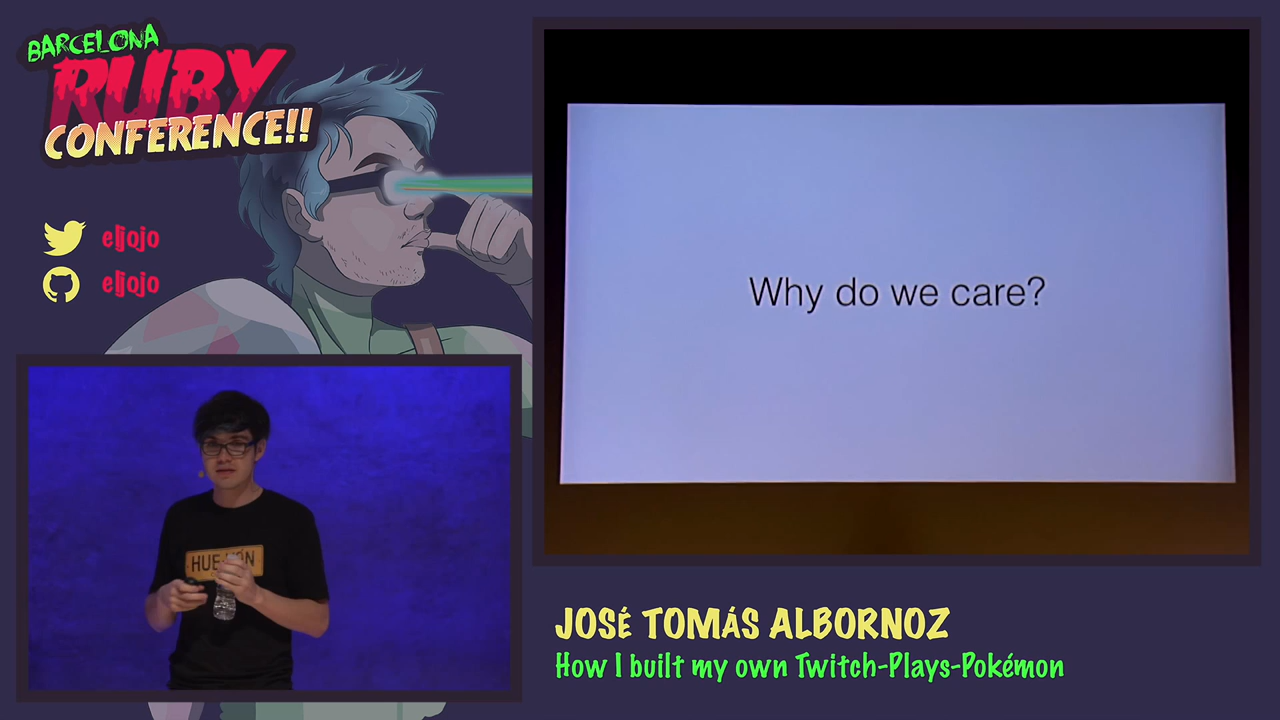 BARCELONA
RUBY
CONFERENCE!!
eljojo
eljojo
Why do we care?
HUE
JOSÉ TOMÁS ALBORNOZ
How I built my own Twitch-Plays-Pokémon